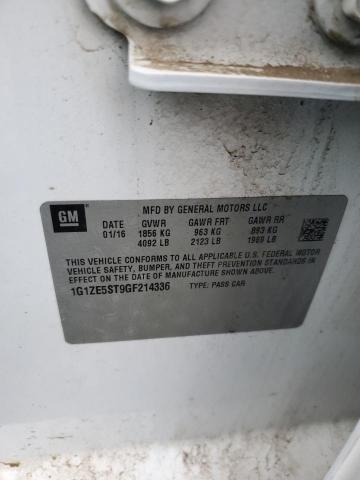 GM
MFD BY GENERAL MOTORS LLC
DATE GVWR GAWR FRT GAWR RR
01/16 1856 KG 963 KG 893 KG
4092 LB 2123 LB 1969 LB
THIS VEHICLE CONFORMS TO ALL APPLICABLE U.S. FEDERAL MOTOR
VEHICLE SAFETY, BUMPER, AND THEFT PREVENTION STANDARDS IN
EFFECT ON THE DATE OF MANUFACTURE SHOWN ABOVE.
1G1ZE5ST9GF214336 TYPE: PASS CAR